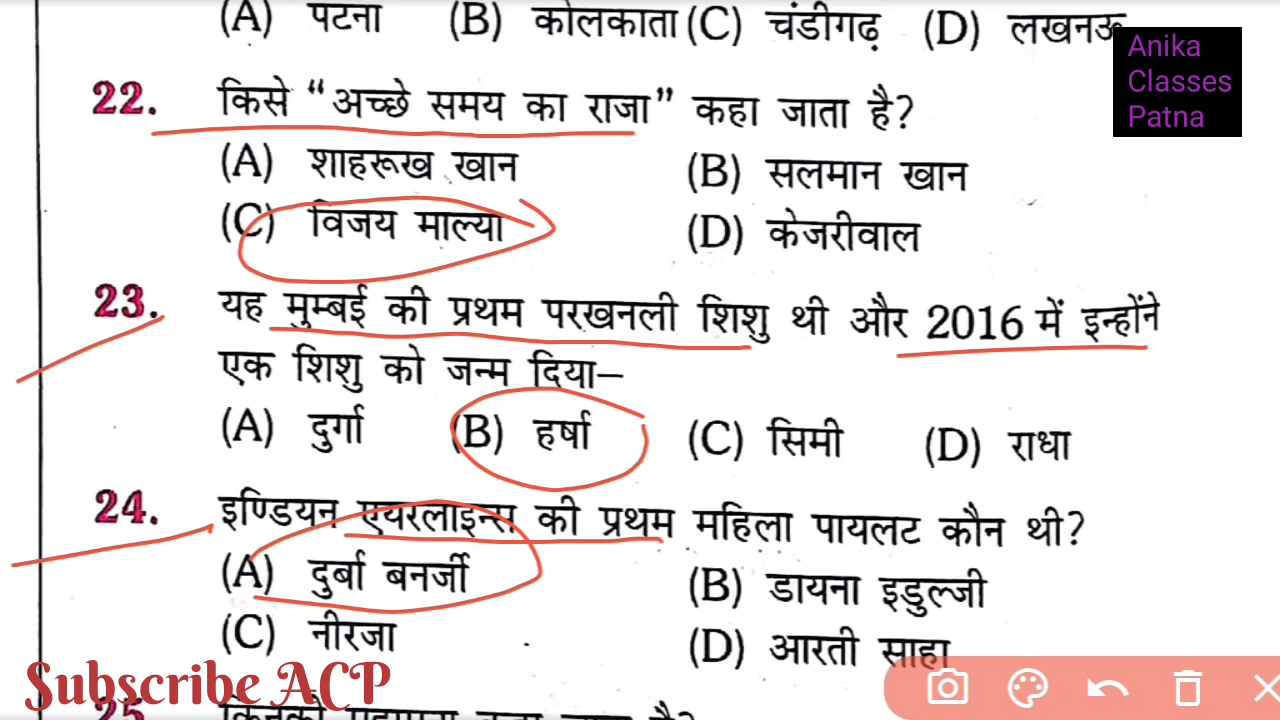 (A) पटना (B) कोलकाता (C) चंडीगढ़ (D) लखनऊ
Anika
Classes
Patna
22. किसे “अच्छे समय का राजा” कहा जाता है?
(A) शाहरूख खान (B) सलमान खान
(C) विजय माल्या (D) केजरीवाल
23. यह मुम्बई की प्रथम परखनली शिशु थी और 2016 में इन्होंने
एक शिशु को जन्म दिया–
(A) दुर्गा (B) हर्षा (C) सिमी (D) राधा
24. इण्डियन एयरलाइन्स की प्रथम महिला पायलट कौन थी?
(A) दुर्बा बनर्जी (B) डायना इडुल्जी
(C) नीरजा (D) आरती साहा
Subscribe ACP
25.